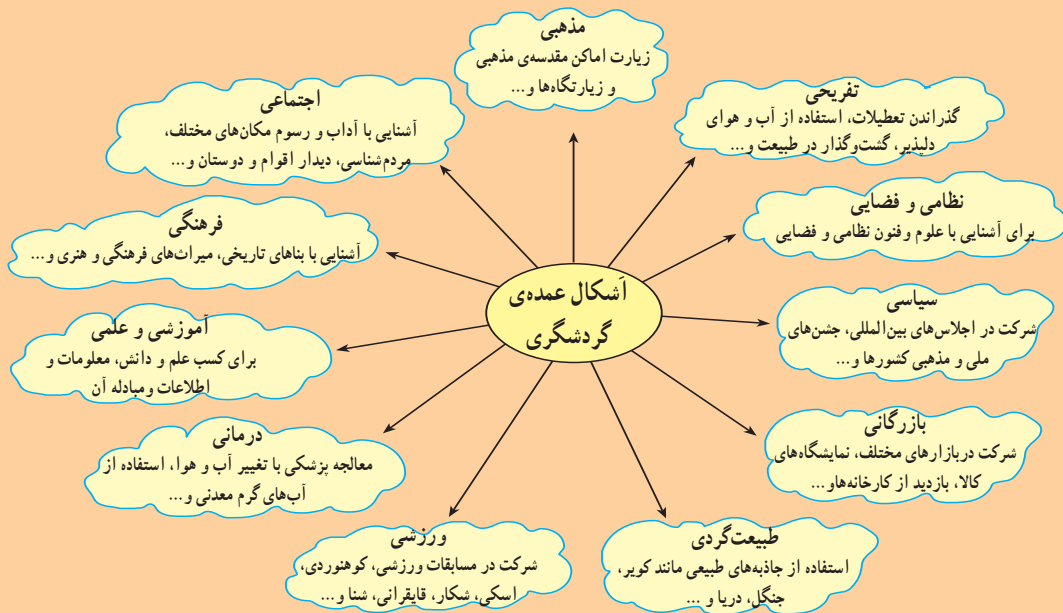 أشکال عمده‌ی
گردشگری
مذهبی
زیارت اماکن مقدسه‌ی مذهبی
و زیارتگاه‌ها و...
تفریحی
گذراندن تعطیلات، استفاده از آب و هوای
دلپذیر، گشت‌وگذار در طبیعت و...
نظامی و فضایی
برای آشنایی با علوم وفنون نظامی و فضایی
سیاسی
شرکت در اجلاس‌های بین‌المللی، جشن‌های
ملی و مذهبی کشورها و ...
بازرگانی
شرکت دربازارهای مختلف، نمایشگاه‌های
کالا، بازدید از کارخانه‌هاو...
طبیعت‌گردی
استفاده از جاذبه‌های طبیعی مانند کویر،
جنگل، دریا و ...
ورزشی
شرکت در مسابقات ورزشی، کوهنوردی،
اسکی، شکار، قایقرانی، شنا و...
درمانی
معالجه پزشکی با تغییر آب و هوا، استفاده از
آب‌های گرم معدنی و...
آموزشی و علمی
برای کسب علم و دانش، معلومات و
اطلاعات ومبادله آن
فرهنگی
آشنایی با بناهای تاریخی، میراث‌های فرهنگی و هنری و...
اجتماعی
آشنایی با آداب و رسوم مکان‌های مختلف،
مردم‌شناسی، دیدار اقوام و دوستان و...